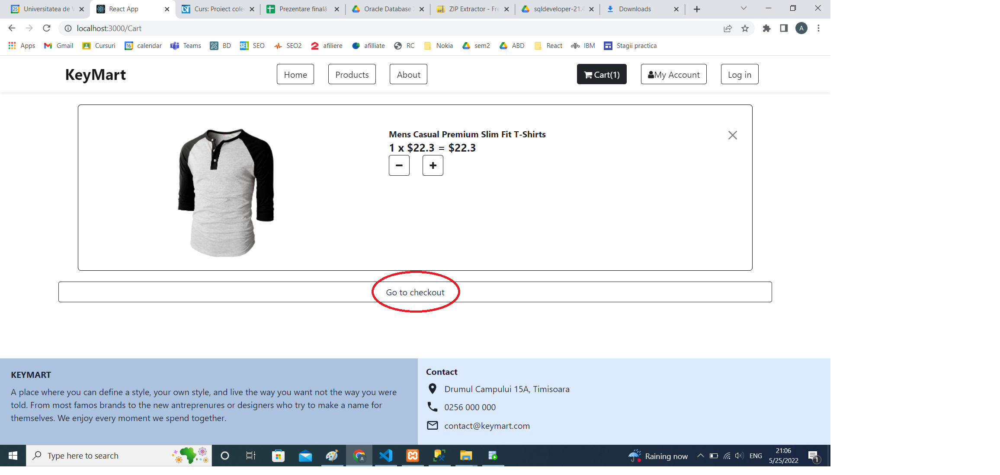 Universitatea de
React App
Curs: Proiect cole
Prezentare finală
Oracle Database
ZIP Extractor - Fre
sqldeveloper-21.4
Downloads
localhost:3000/Cart
A
Apps
Gmail
Cursuri
calendar
Teams
BD
SEO
SEO2
afiliere
afilliate
RC
Nokia
sem2
ABD
React
IBM
Stagii practica
KeyMart
Home
Products
About
Cart(1)
My Account
Log in
Mens Casual Premium Slim Fit T-Shirts
1 x $22.3 = $22.3
Go to checkout
KEYMART
A place where you can define a style, your own style, and live the way you want not the way you were
told. From most famos brands to the new antreprenures or designers who try to make a name for
themselves. We enjoy every moment we spend together.
Contact
Drumul Campului 15A, Timisoara
0256 000 000
contact@keymart.com
Type here to search
Raining now
ENG
21:06
5/25/2022
1